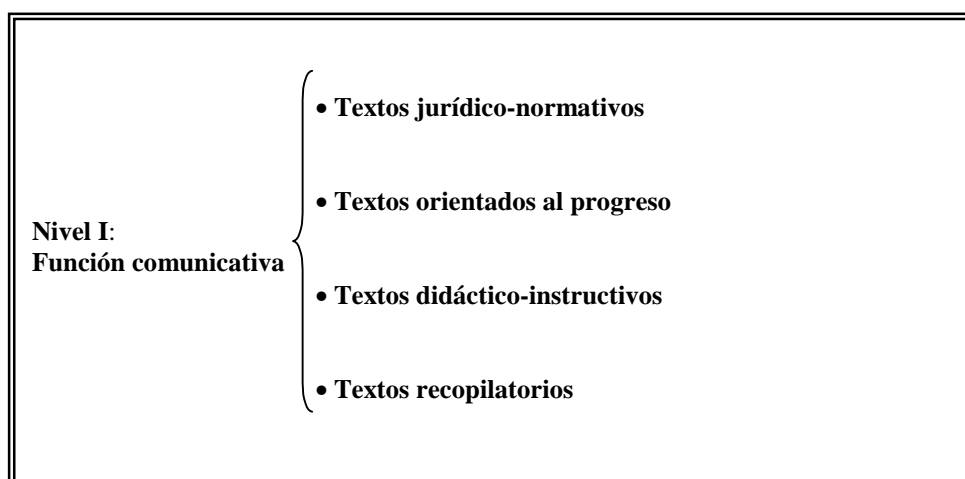 • Textos jurídico-normativos
• Textos orientados al progreso
Nivel I:
Función comunicativa
• Textos didáctico-instructivos
• Textos recopilatorios